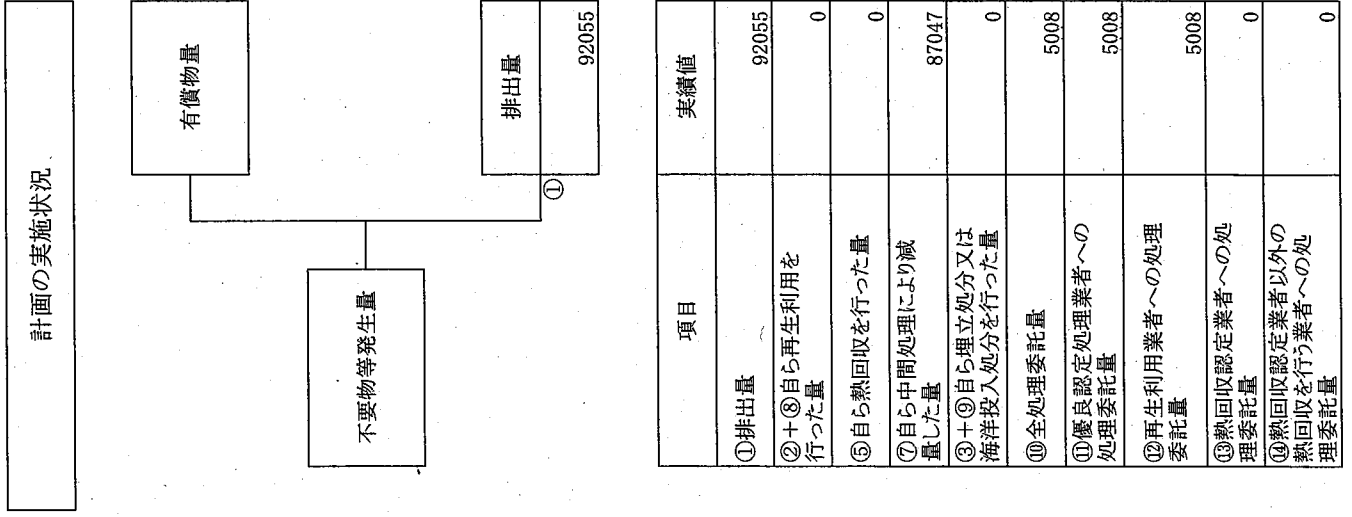 計画の実施状況
不要物等発生量
有償物量
排出量
①
92055
項目 実績値
①排出量 92055
②+⑧自ら再生利用を
行った量 0
⑤自ら熱回収を行った量 0
⑦自ら中間処理により減
量した量 87047
③+⑨自ら埋立処分又は
海洋投入処分を行った量 0
⑩全処理委託量 5008
⑪優良認定処理業者への
処理委託量 5008
⑫再生利用業者への処理
委託量 5008
⑬熱回収認定業者への処
理委託量 0
⑭熱回収認定業者以外の
熱回収を行う業者への処
理委託量 0